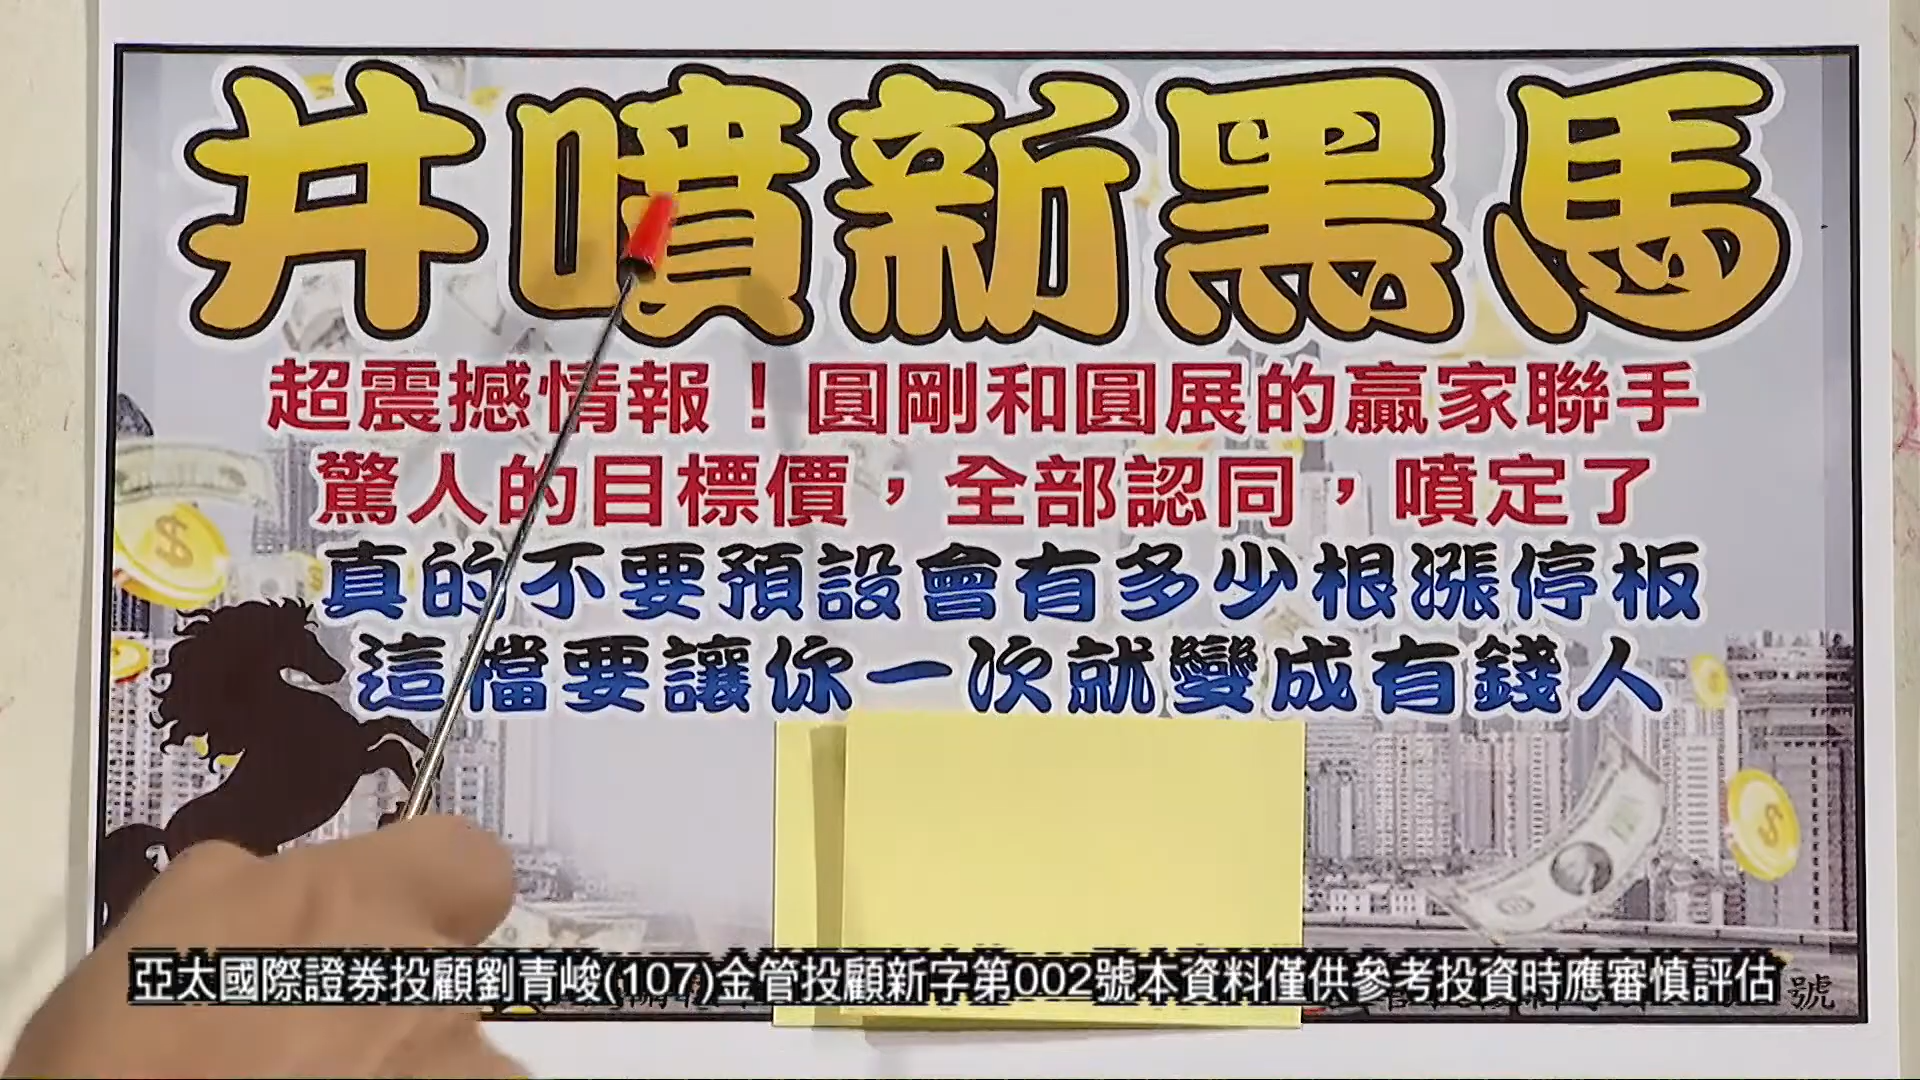 井噴新黑馬
超震撼情報！圓剛和圓展的贏家聯手
驚人的目標價，全部認同，噴定了
真的不要預設會有多少根漲停板
這檔要讓你一次就變成有錢人
亞太國際證券投顧劉青峻(107)金管投顧新字第002號本資料僅供參考投資時應審慎評估
號